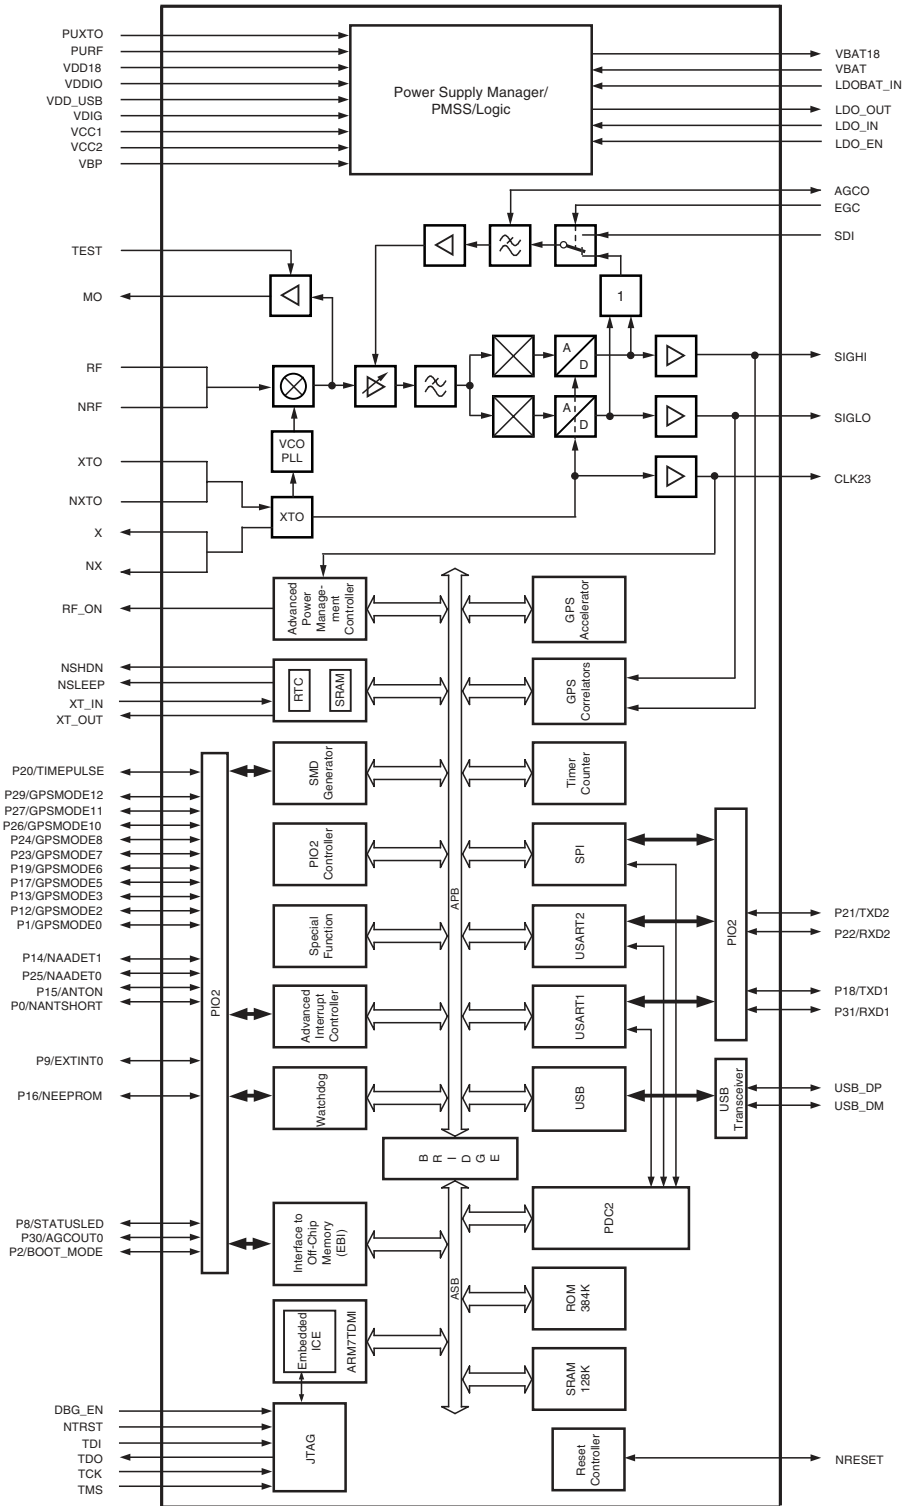 PUXTO
PURF
VDD18
VDDIO
VDD_USB
VDIG
VCC1
VCC2
VBP
Power Supply Manager/
PMSS/Logic
VBAT18
VBAT
LDOBAT_IN
LDO_OUT
LDO_IN
LDO_EN
AGCO
EGC
SDI
TEST
MO
1
RF
NRF
A
D
A
D
SIGHI
SIGLO
VCO
PLL
XTO
NXTO
X
NX
XTO
CLK23
RF_ON
Advanced
Power
Manage-
ment
Controller
GPS
Accelerator
NSHDN
NSLEEP
XT_IN
XT_OUT
RTC
SRAM
GPS
Correlators
P20/TIMEPULSE
P29/GPSMODE12
P27/GPSMODE11
P26/GPSMODE10
P24/GPSMODE8
P23/GPSMODE7
P19/GPSMODE6
P17/GPSMODE5
P13/GPSMODE3
P12/GPSMODE2
P1/GPSMODE0
P14/NAADET1
P25/NAADET0
P15/ANTON
P0/NANTSHORT
P9/EXTINT0
P16/NEEPROM
P8/STATUSLED
P30/AGCOUT0
P2/BOOT_MODE
PIO2
SMD
Generator
PIO2
Controller
Special
Function
Advanced
Interrupt
Controller
Watchdog
APB
Timer
Counter
SPI
USART2
USART1
USB
PIO2
P21/TXD2
P22/RXD2
P18/TXD1
P31/RXD1
USB
Transceiver
USB_DP
USB_DM
BRIDGE
Interface to
Off-Chip
Memory
(EBI)
ASB
PDC2
ROM
384K
SRAM
128K
Embedded
ICE
ARM7TDMI
DBG_EN
NTRST
TDI
TDO
TCK
TMS
JTAG
Reset
Controller
NRESET